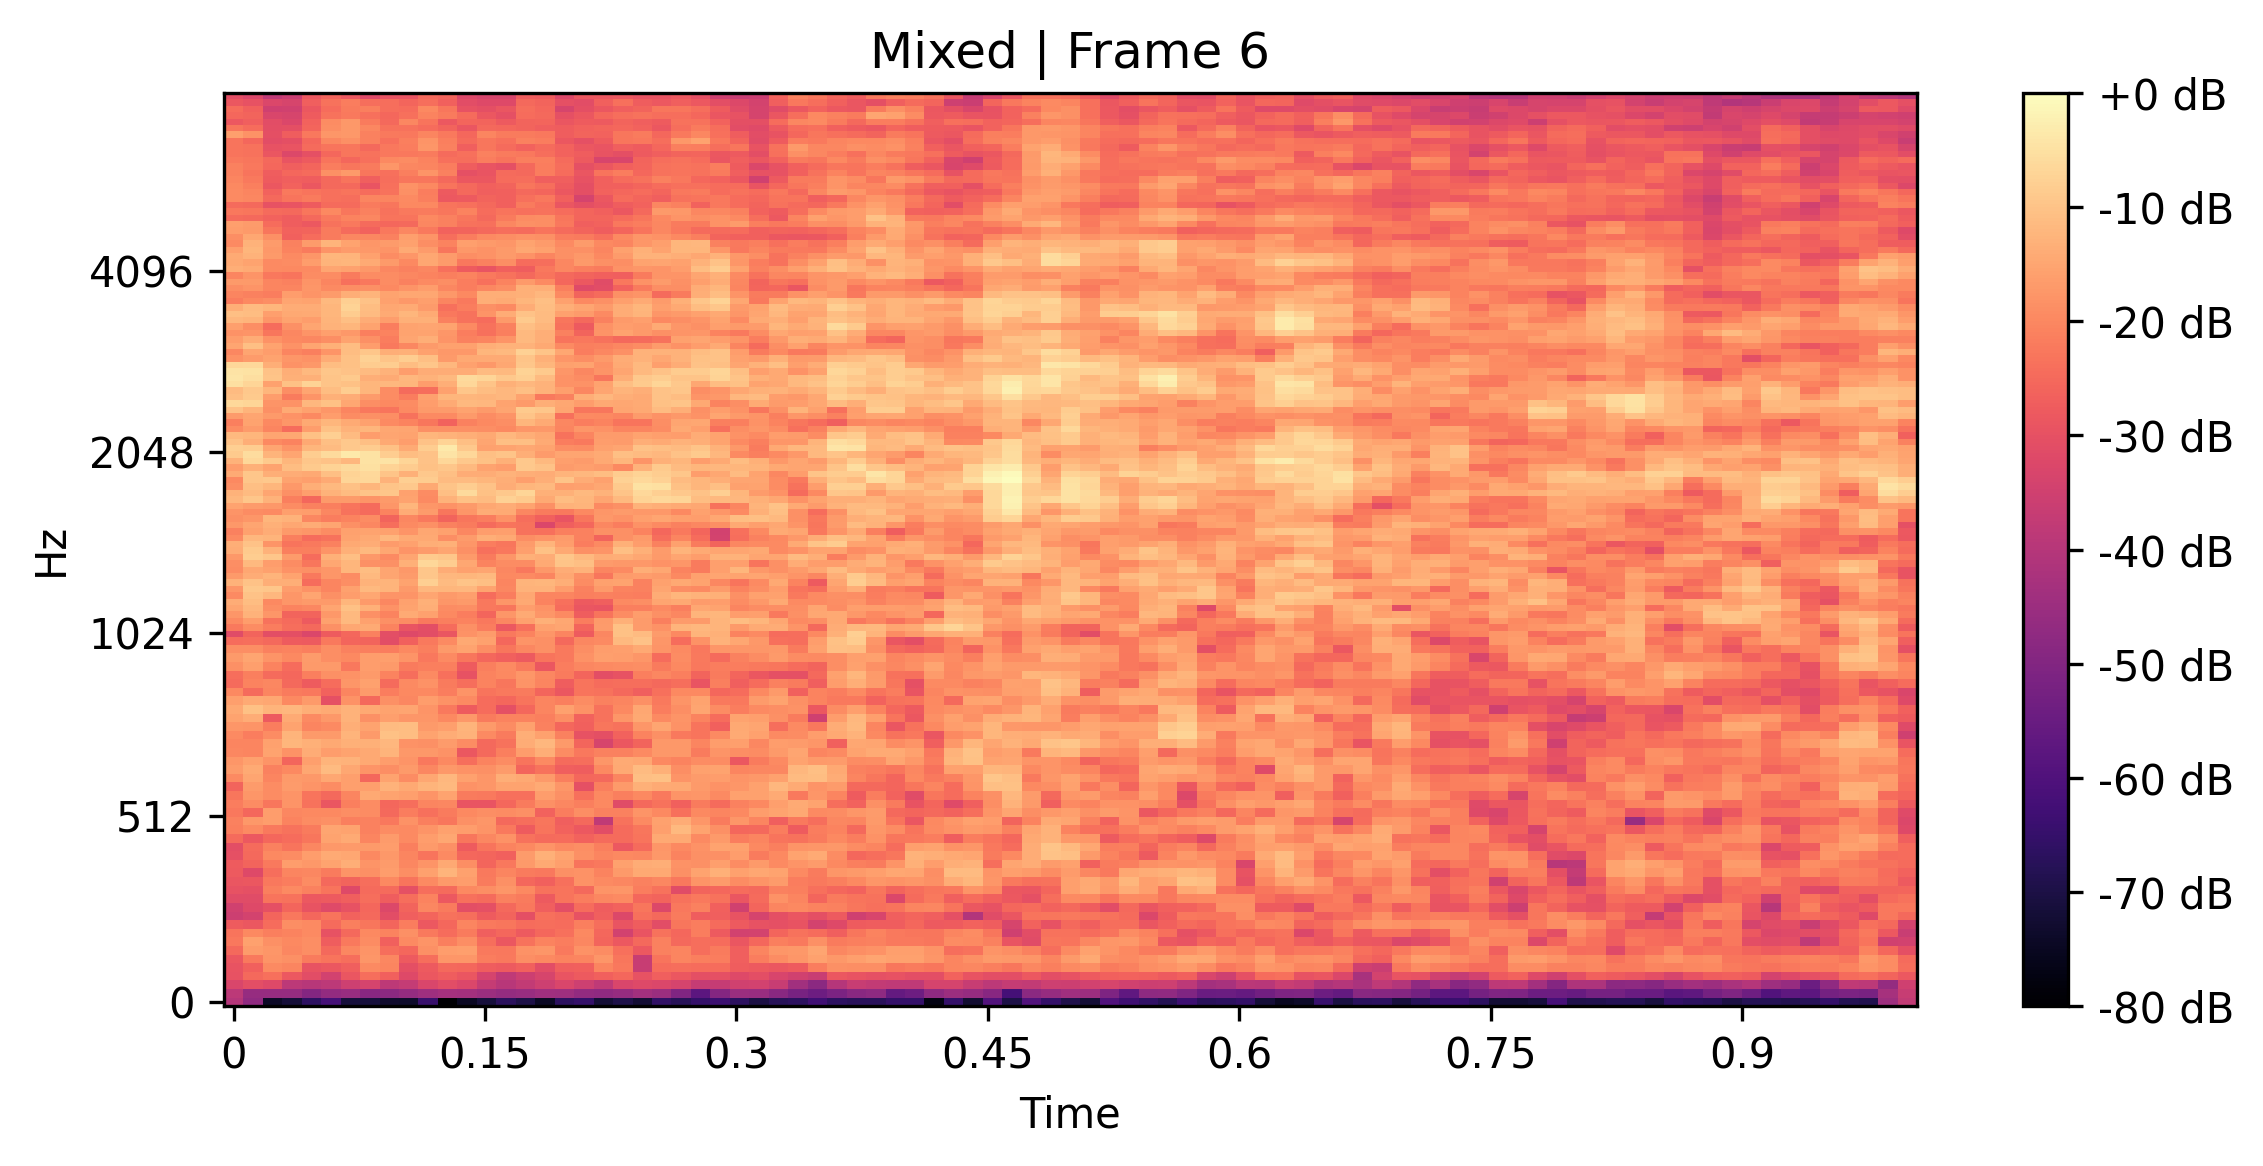 Mixed | Frame 6
+0 dB
-10 dB
-20 dB
-30 dB
-40 dB
-50 dB
-60 dB
-70 dB
-80 dB
4096
2048
1024
512
0
Hz
0 0.15 0.3 0.45 0.6 0.75 0.9
Time